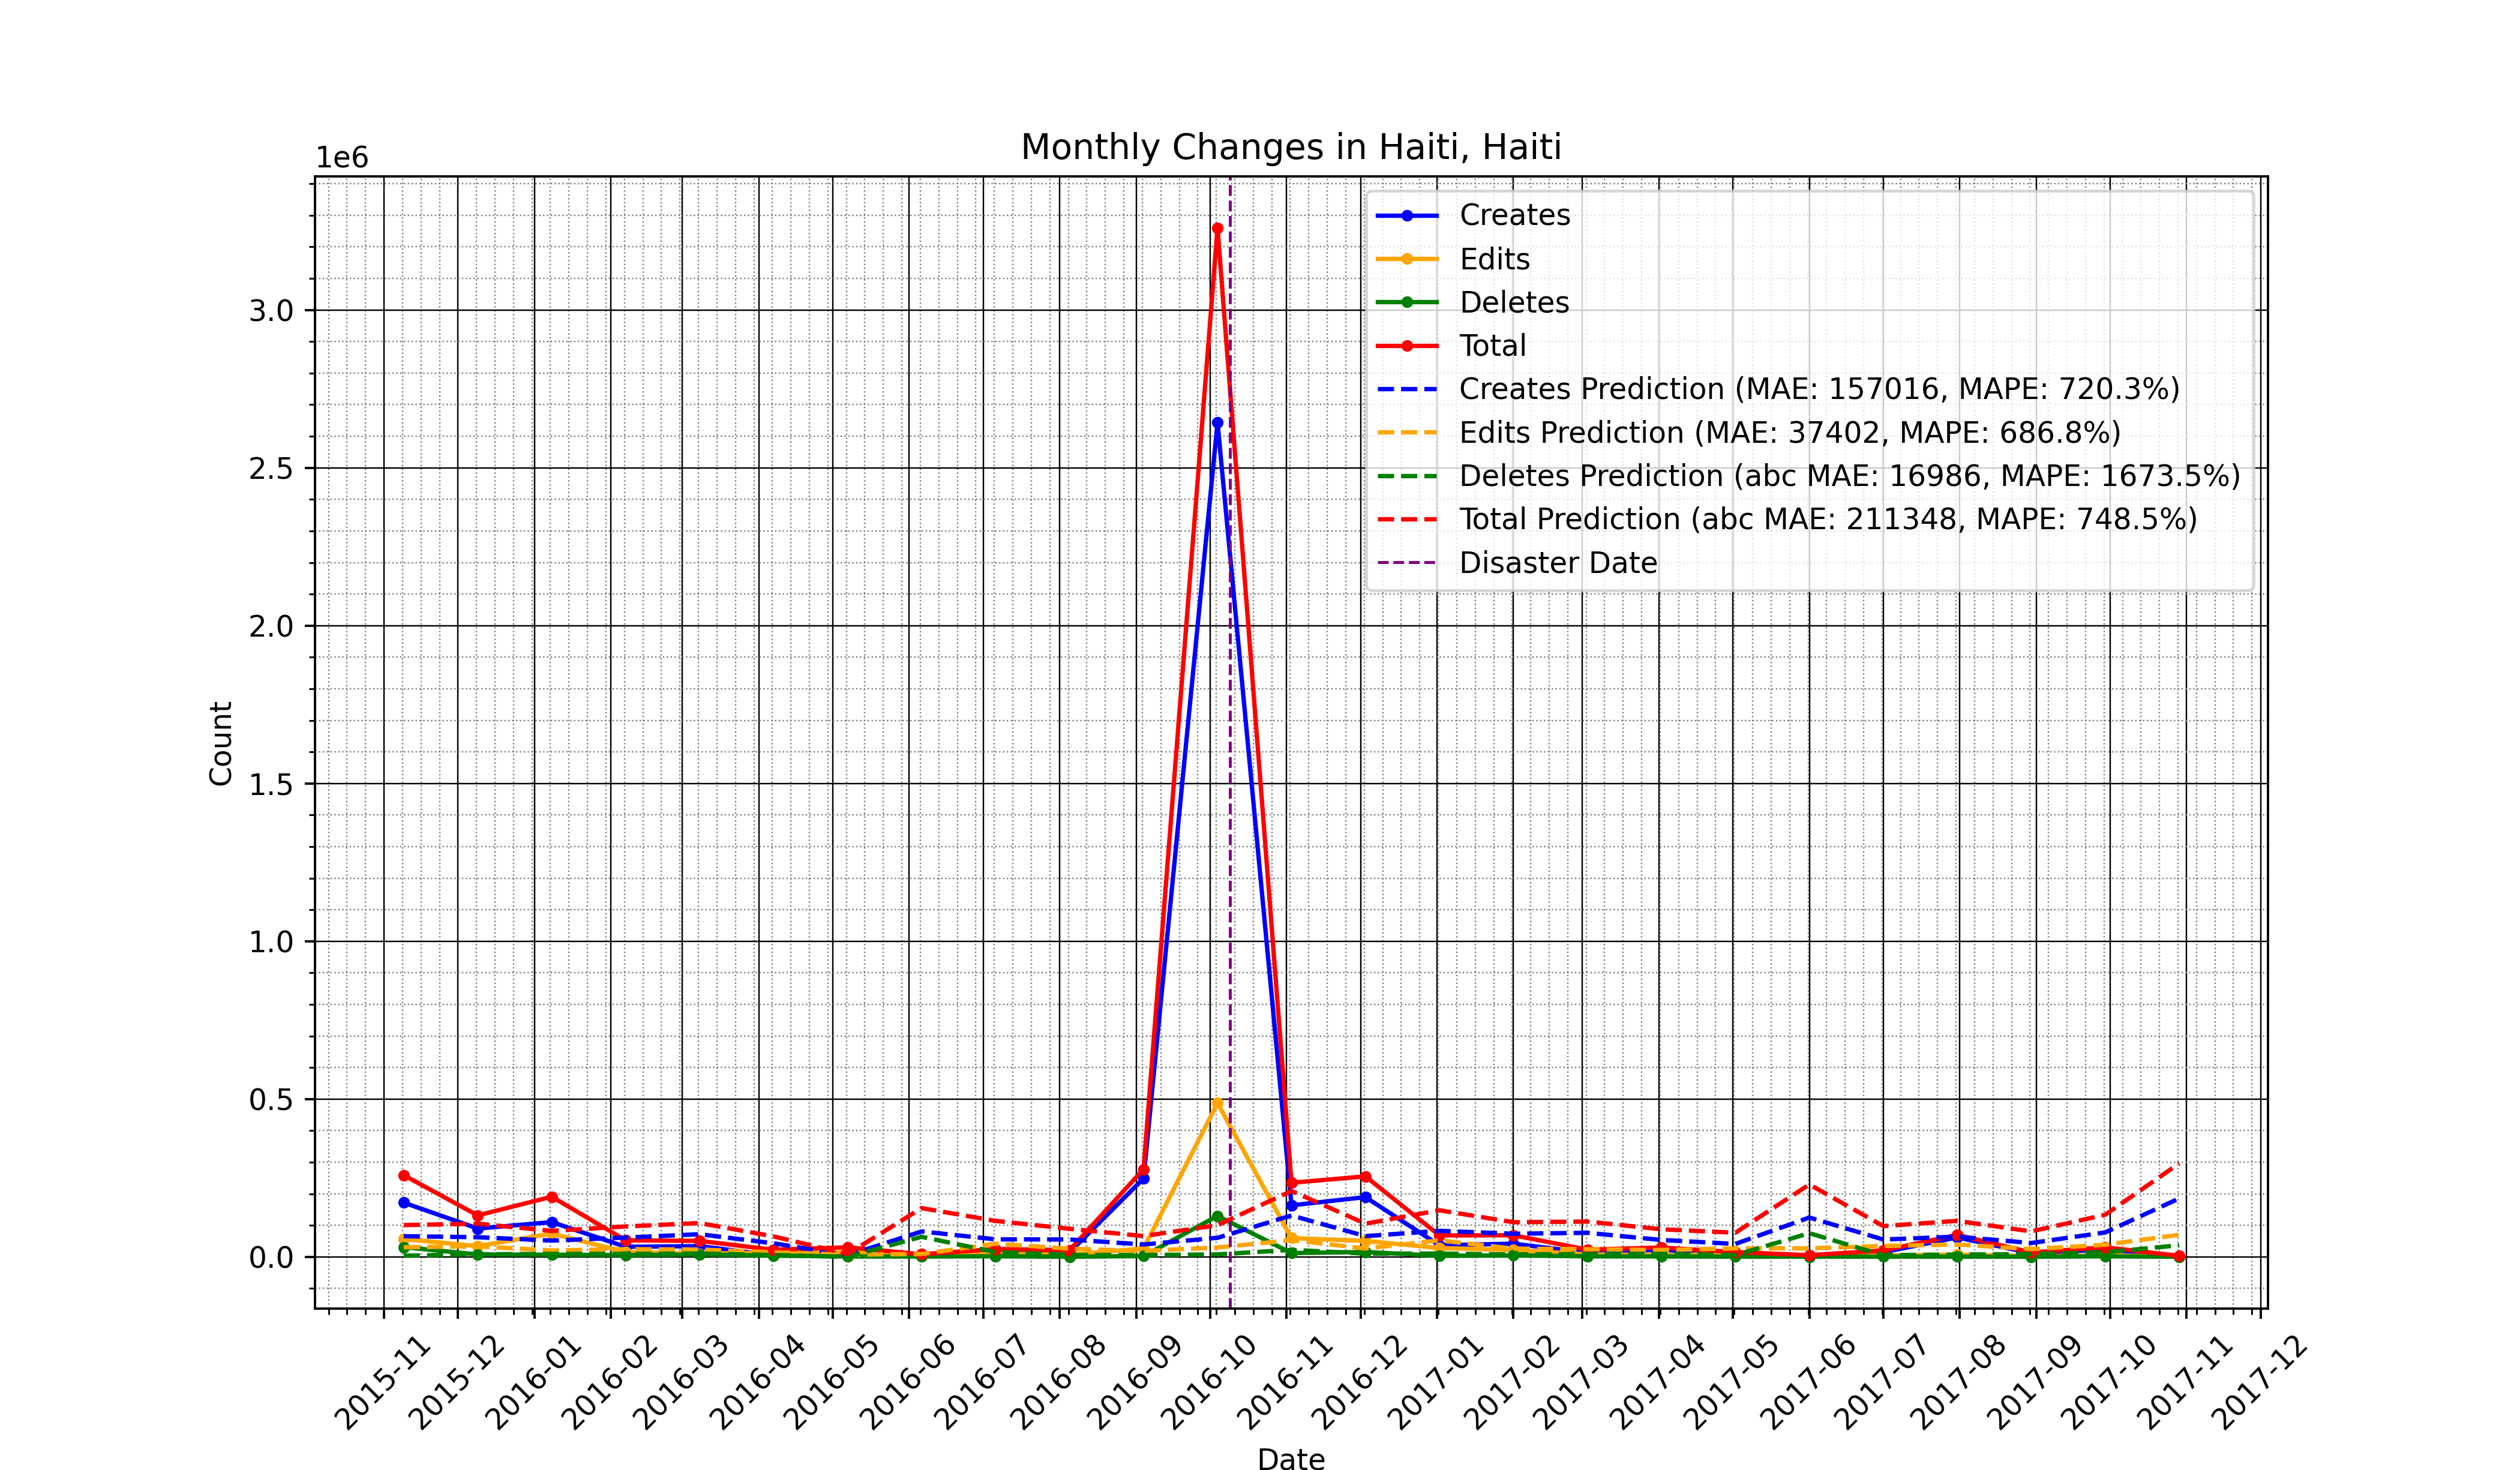 Monthly Changes in Haiti, Haiti
1e6
3.0
2.5
2.0
1.5
1.0
0.5
0.0
Count
Creates
Edits
Deletes
Total
Creates Prediction (MAE: 157016, MAPE: 720.3%)
Edits Prediction (MAE: 37402, MAPE: 686.8%)
Deletes Prediction (abc MAE: 16986, MAPE: 1673.5%)
Total Prediction (abc MAE: 211348, MAPE: 748.5%)
Disaster Date
2015-11
2015-12
2016-01
2016-02
2016-03
2016-04
2016-05
2016-06
2016-07
2016-08
2016-09
2016-10
2016-11
2016-12
2017-01
2017-02
2017-03
2017-04
2017-05
2017-06
2017-07
2017-08
2017-09
2017-10
2017-11
2017-12
Date